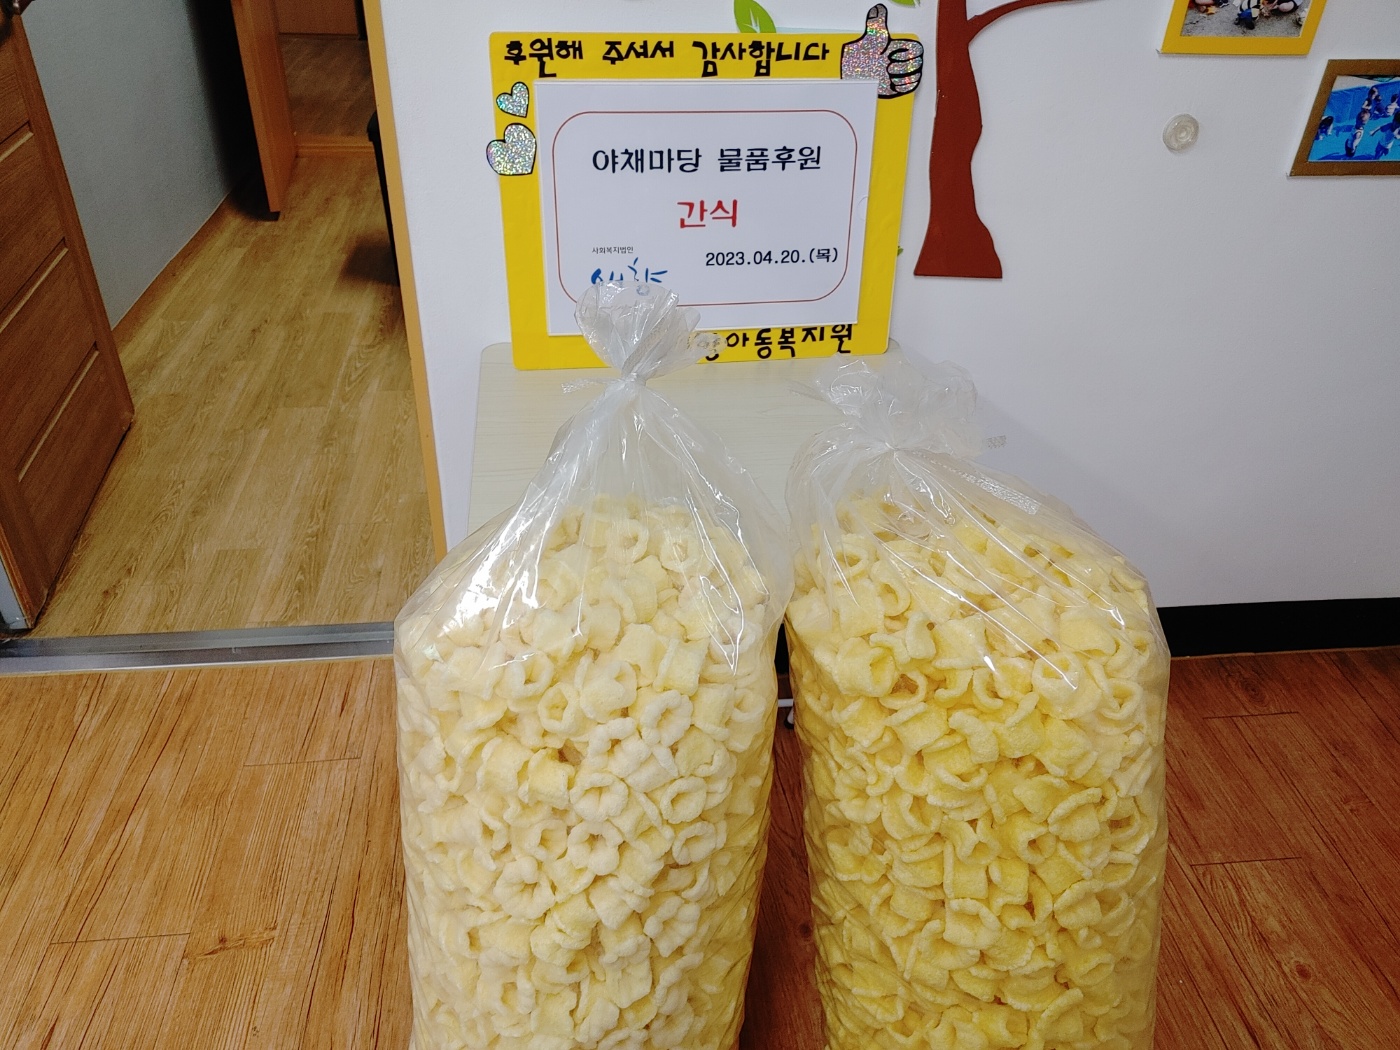 후원해 주셔서 감사합니다
야채마당 물품후원
간식
사회복지법인
2023.04.20.(목)
아동복지원